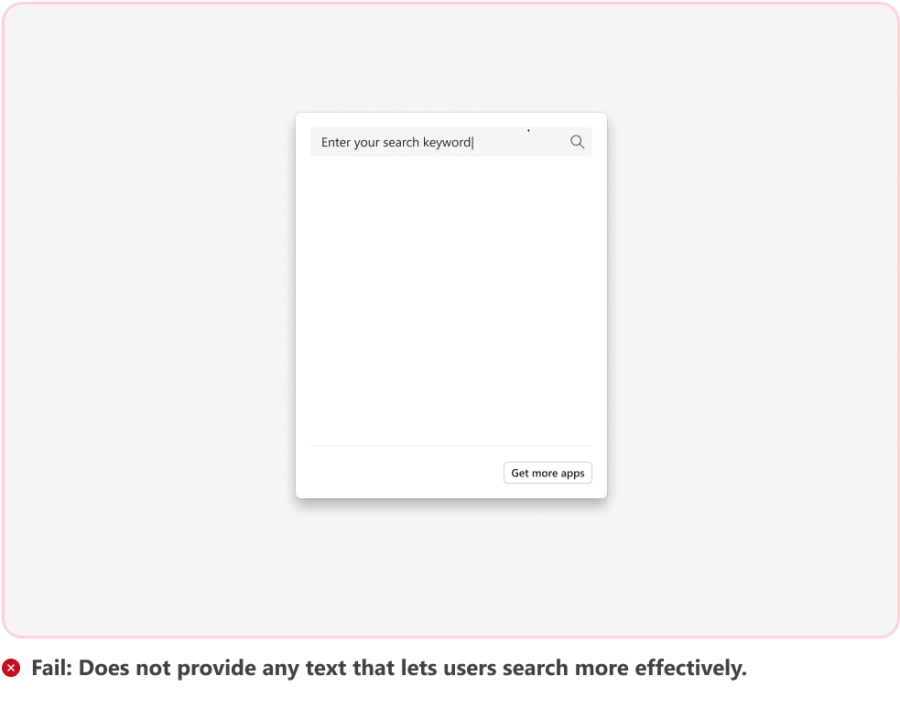 Enter your search keyword
Get more apps
Fail: Does not provide any text that lets users search more effectively.